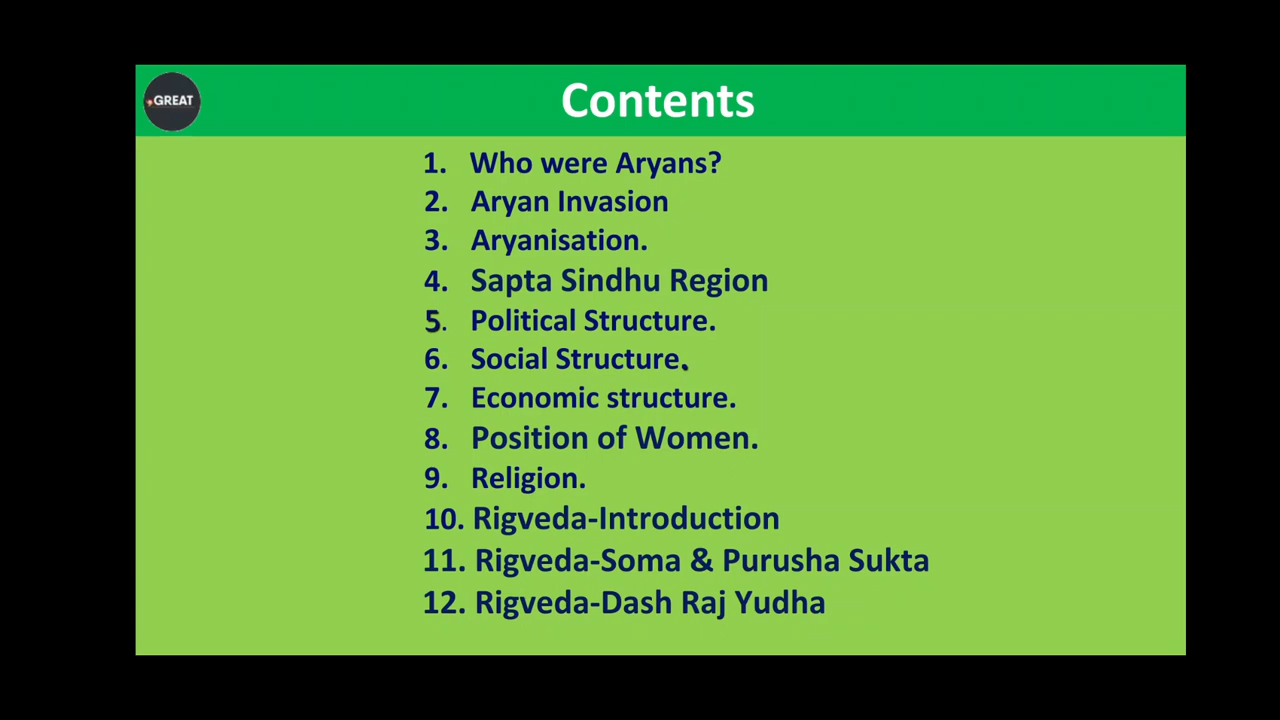 GREAT
Contents
1. Who were Aryans?
2. Aryan Invasion
3. Aryanisation.
4. Sapta Sindhu Region
5. Political Structure.
6. Social Structure.
7. Economic structure.
8. Position of Women.
9. Religion.
10. Rigveda-Introduction
11. Rigveda-Soma & Purusha Sukta
12. Rigveda-Dash Raj Yudha